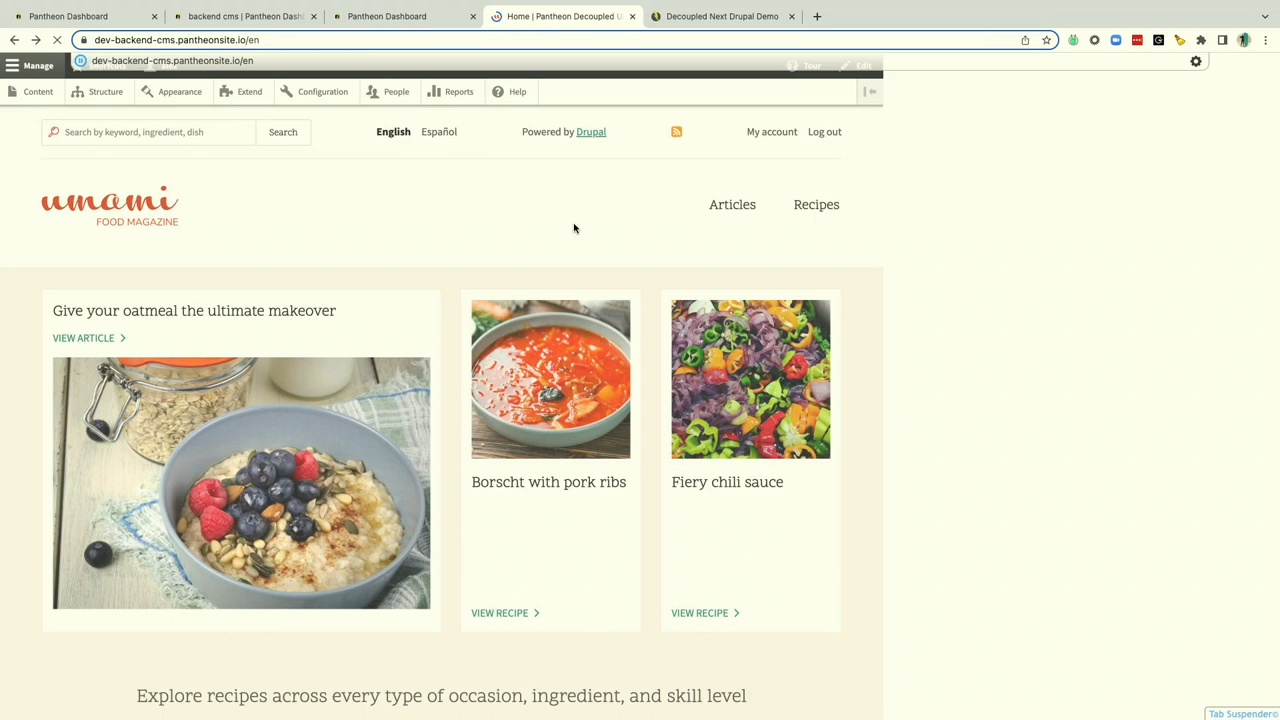 Pantheon Dashboard
backend cms | Pantheon Dash
Pantheon Dashboard
Home | Pantheon Decoupled U
Decoupled Next Drupal Demo
dev-backend-cms.pantheonsite.io/en
dev-backend-cms.pantheonsite.io/en
Manage
Tour
Edit
Content
Structure
Appearance
Extend
Configuration
People
Reports
Help
Search by keyword, ingredient, dish
Search
English
Español
Powered by Drupal
My account
Log out
umami
FOOD MAGAZINE
Articles
Recipes
Give your oatmeal the ultimate makeover
VIEW ARTICLE
Borscht with pork ribs
VIEW RECIPE
Fiery chili sauce
VIEW RECIPE
Explore recipes across every type of occasion, ingredient, and skill level
Tab Suspender©